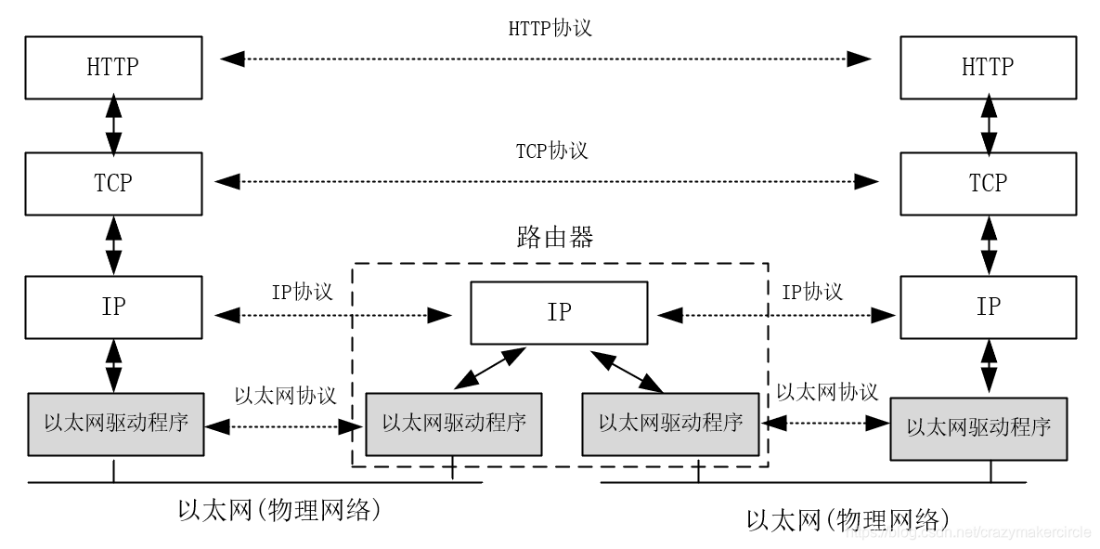 HTTP协议
HTTP
HTTP
TCP协议
TCP
TCP
路由器
IP协议
IP协议
IP
IP
IP
以太网协议
以太网协议
以太网驱动程序
以太网驱动程序
以太网驱动程序
以太网驱动程序
以太网(物理网络)
以太网(物理网络)
https://blog.csdn.net/crazymakercircle